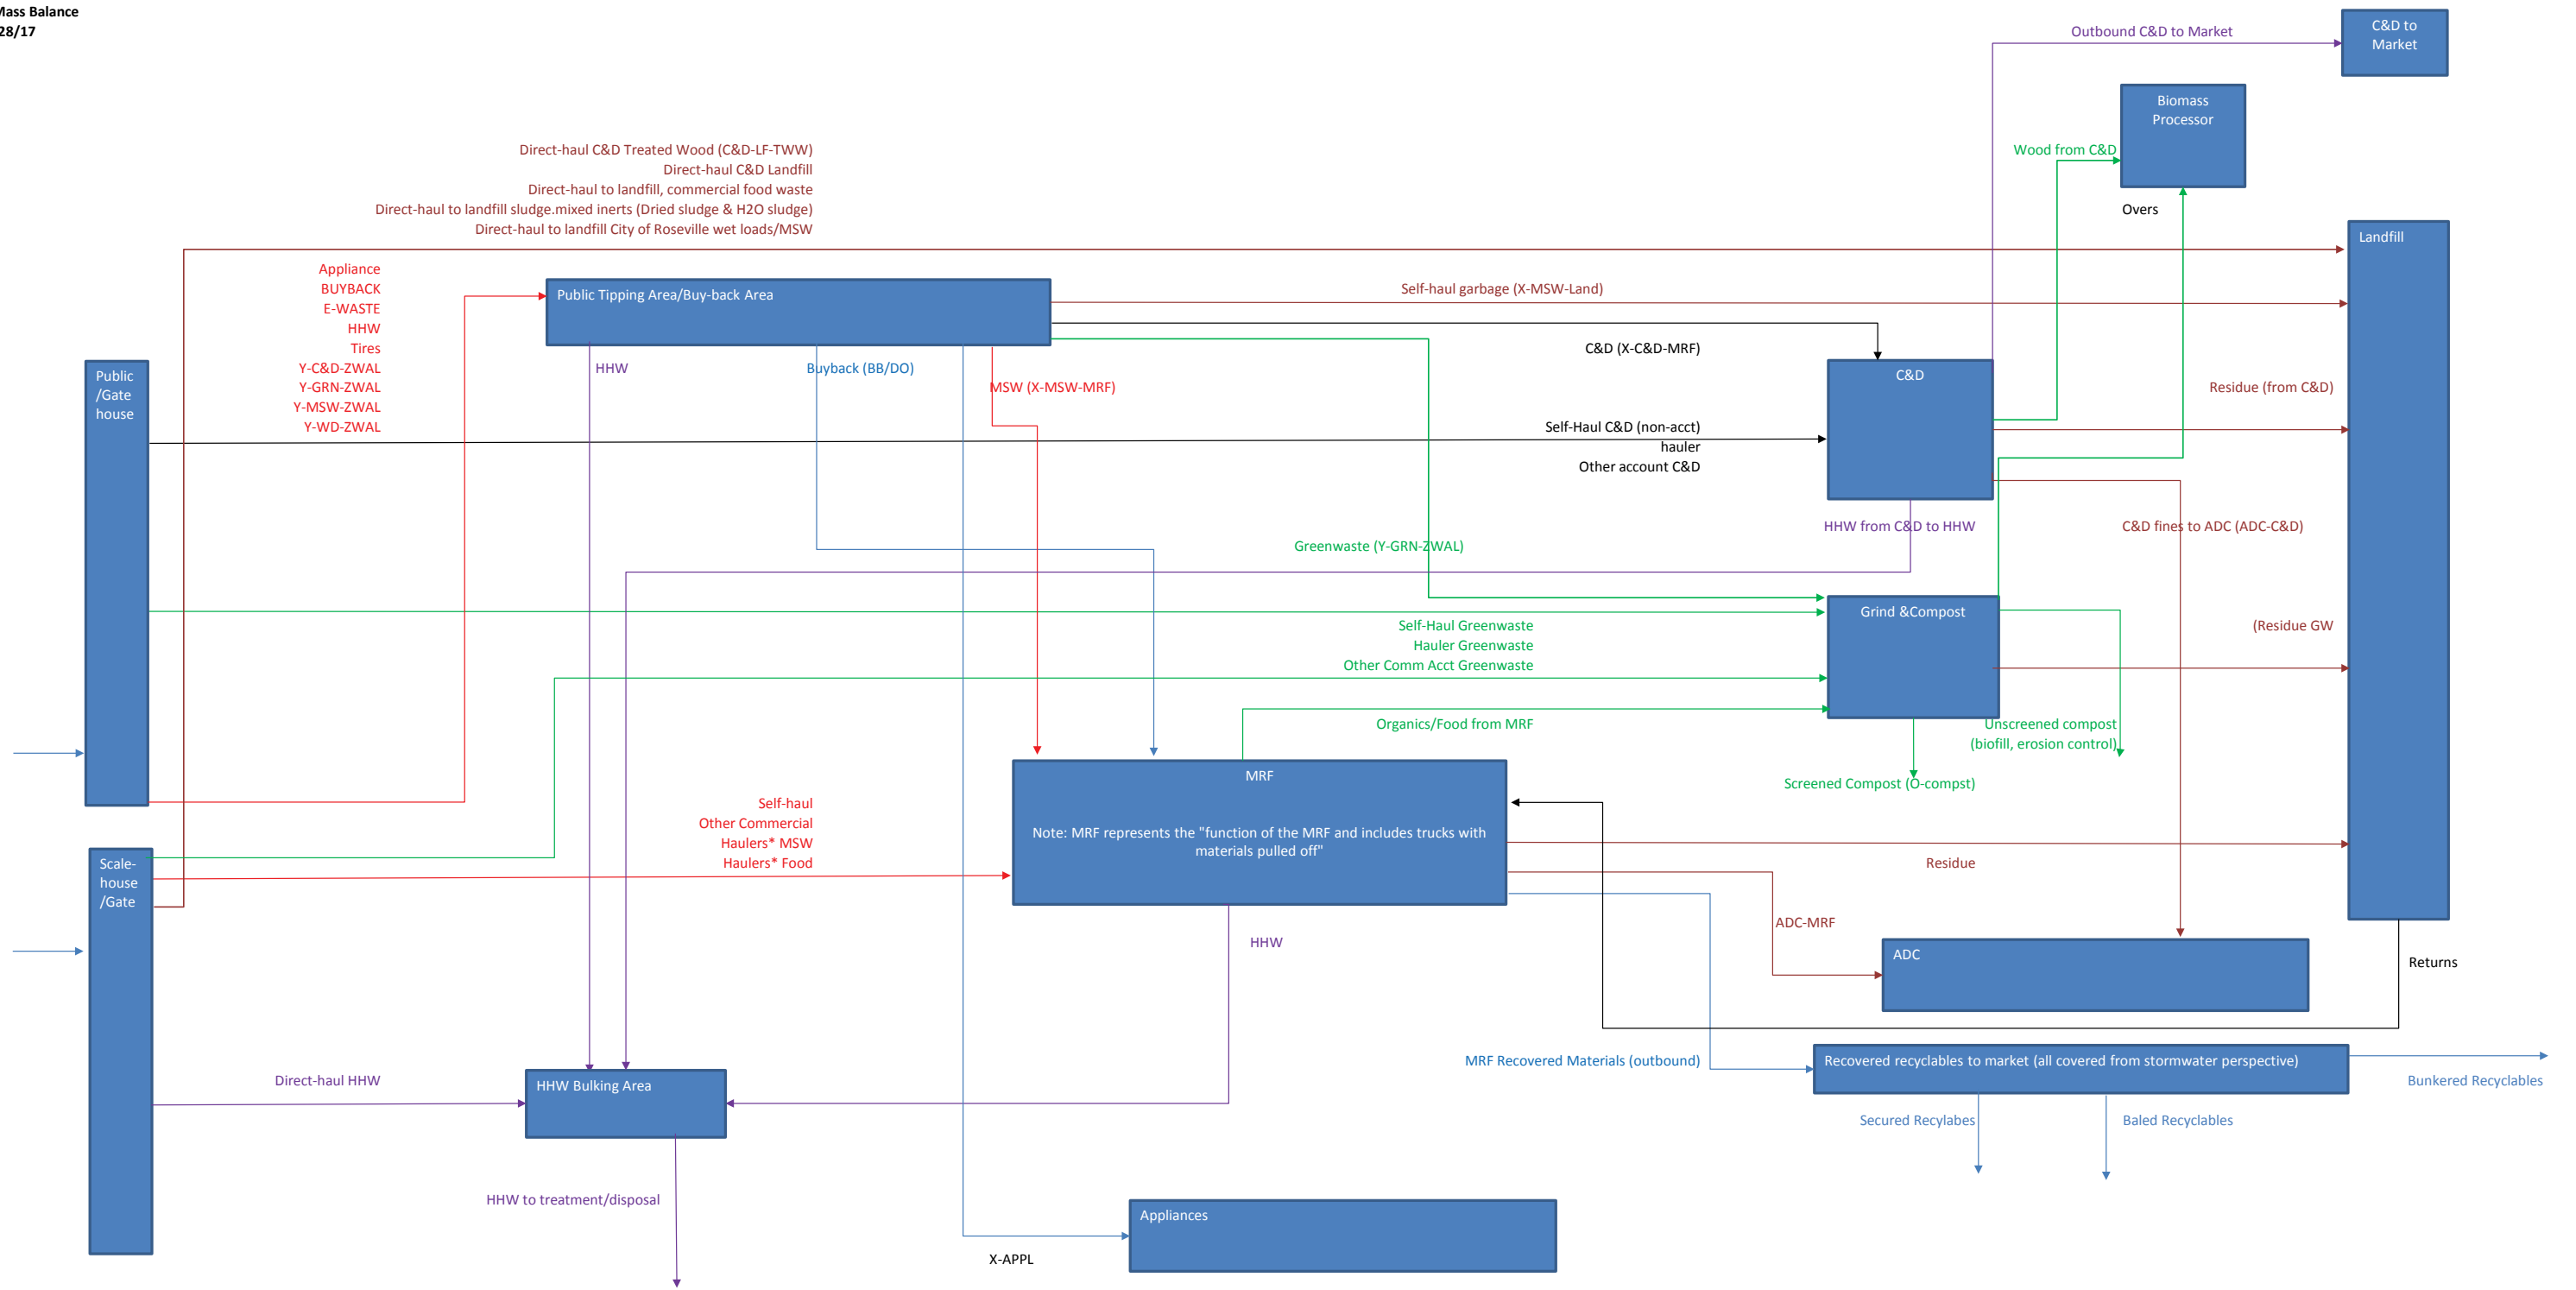 Mass Balance
28/17
Outbound C&D to Market
C&D to
Market
Biomass
Processor
Wood from C&D
Overs
Direct-haul C&D Treated Wood (C&D-LF-TWW)
Direct-haul C&D Landfill
Direct-haul to landfill, commercial food waste
Direct-haul to landfill sludge.mixed inerts (Dried sludge & H2O sludge)
Direct-haul to landfill City of Roseville wet loads/MSW
Landfill
Appliance
BUYBACK
E-WASTE
HHW
Tires
Y-C&D-ZWAL
Y-GRN-ZWAL
Y-MSW-ZWAL
Y-WD-ZWAL
Public Tipping Area/Buy-back Area
Self-haul garbage (X-MSW-Land)
C&D (X-C&D-MRF)
Public
/Gate
house
HHW
Buyback (BB/DO)
MSW (X-MSW-MRF)
C&D
Residue (from C&D)
Self-Haul C&D (non-acct)
hauler
Other account C&D
HHW from C&D to HHW
C&D fines to ADC (ADC-C&D)
Greenwaste (Y-GRN-ZWAL)
Grind &Compost
Self-Haul Greenwaste
Hauler Greenwaste
Other Comm Acct Greenwaste
(Residue GW
Organics/Food from MRF
Unscreened compost
(biofill, erosion control)
Screened Compost (O-compst)
MRF
Note: MRF represents the "function of the MRF and includes trucks with
materials pulled off"
Self-haul
Other Commercial
Haulers* MSW
Haulers* Food
Scale-
house
/Gate
Residue
ADC-MRF
HHW
ADC
Returns
MRF Recovered Materials (outbound)
Recovered recyclables to market (all covered from stormwater perspective)
Bunkered Recyclables
Direct-haul HHW
HHW Bulking Area
Secured Recylabes
Baled Recyclables
HHW to treatment/disposal
Appliances
X-APPL